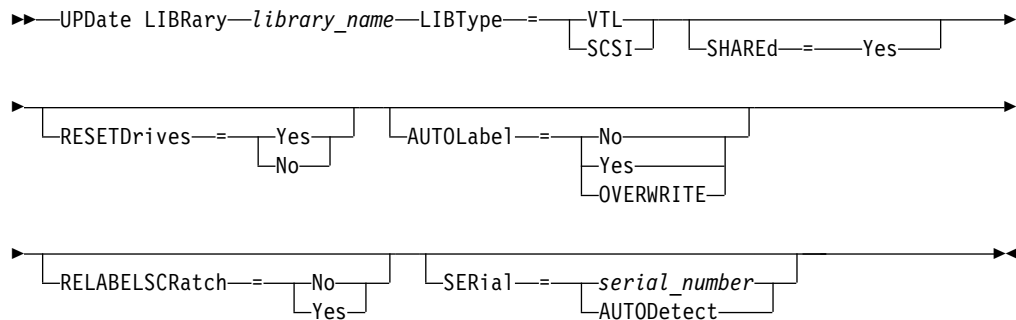 UPDate LIBRary library_name LIBType = VTL
SCSI
SHAREd = Yes
RESETDrives = Yes
No
AUTOLabel = No
Yes
OVERWRITE
RELABELSCRatch = No
Yes
SERial = serial_number
AUTODetect